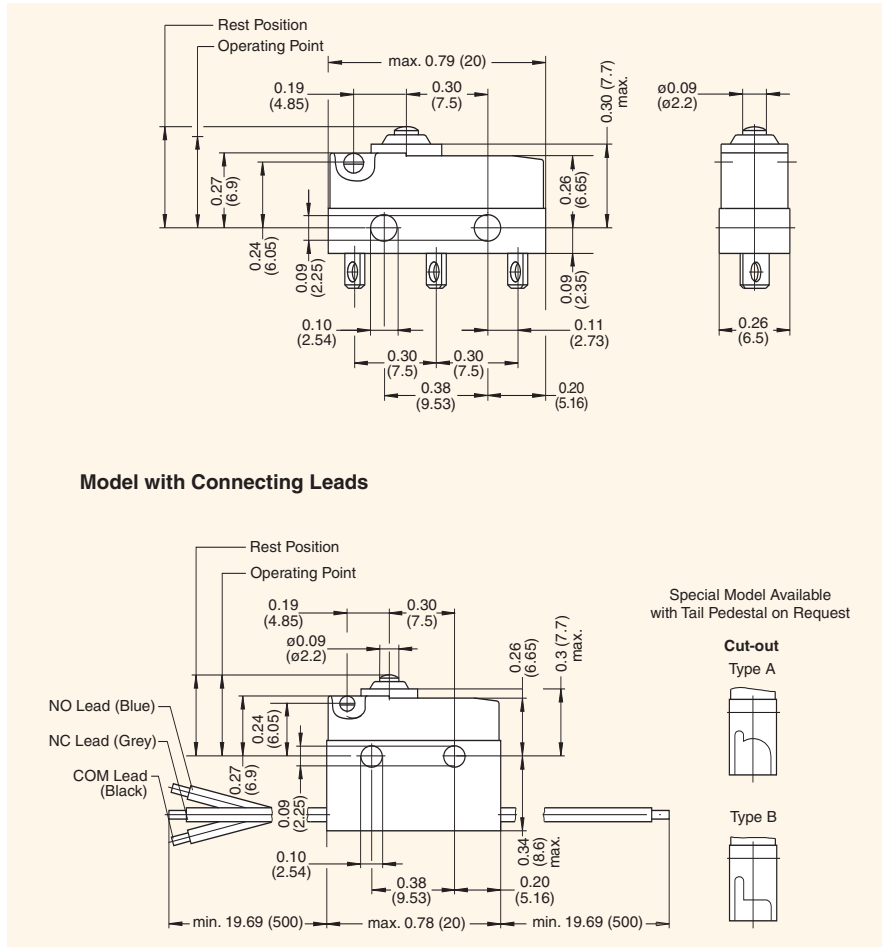 Rest Position
Operating Point
max. 0.79 (20)
0.19
(4.85)
0.30
(7.5)
0.30 (7.7)
max.
ø0.09
(ø2.2)
0.27
(6.9)
0.24
(6.05)
0.09
(2.25)
0.26
(6.65)
0.09
(2.35)
0.10
(2.54)
0.11
(2.73)
0.26
(6.5)
0.30
(7.5)
0.30
(7.5)
0.38
(9.53)
0.20
(5.16)
Model with Connecting Leads
Rest Position
Operating Point
0.19
(4.85)
0.30
(7.5)
ø0.09
(ø2.2)
0.26
(6.65)
0.3 (7.7)
max.
NO Lead (Blue)
NC Lead (Grey)
COM Lead
(Black)
0.24
(6.05)
0.27
(6.9)
0.09
(2.25)
0.34
(8.6)
max.
0.10
(2.54)
0.38
(9.53)
0.20
(5.16)
min. 19.69 (500)
max. 0.78 (20)
min. 19.69 (500)
Special Model Available
with Tail Pedestal on Request
Cut-out
Type A
Type B